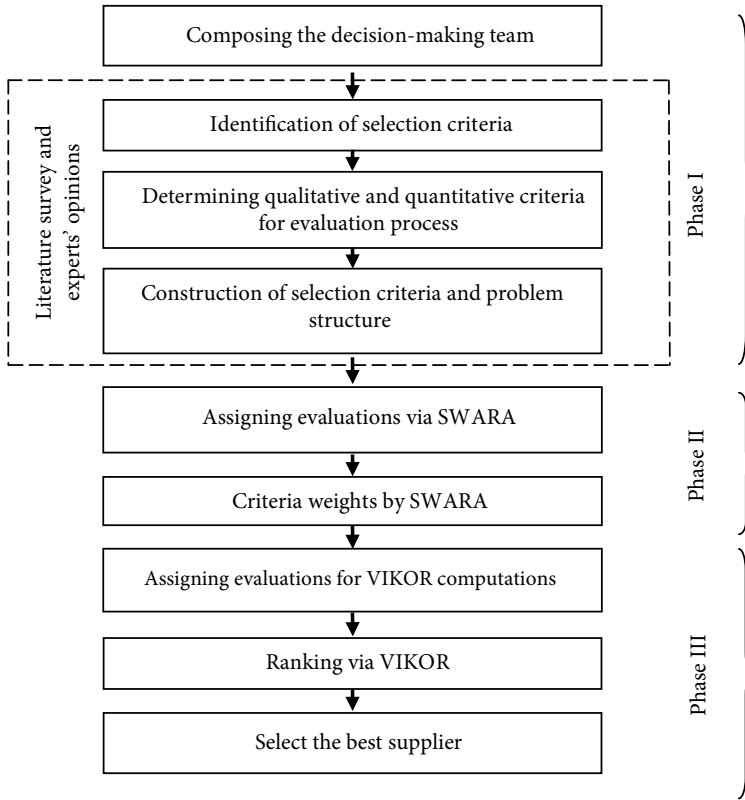 Composing the decision-making team
Literature survey and
experts' opinions
Identification of selection criteria
Determining qualitative and quantitative criteria
for evaluation process
Construction of selection criteria and problem
structure
Phase I
Assigning evaluations via SWARA
Criteria weights by SWARA
Phase II
Assigning evaluations for VIKOR computations
Ranking via VIKOR
Select the best supplier
Phase III